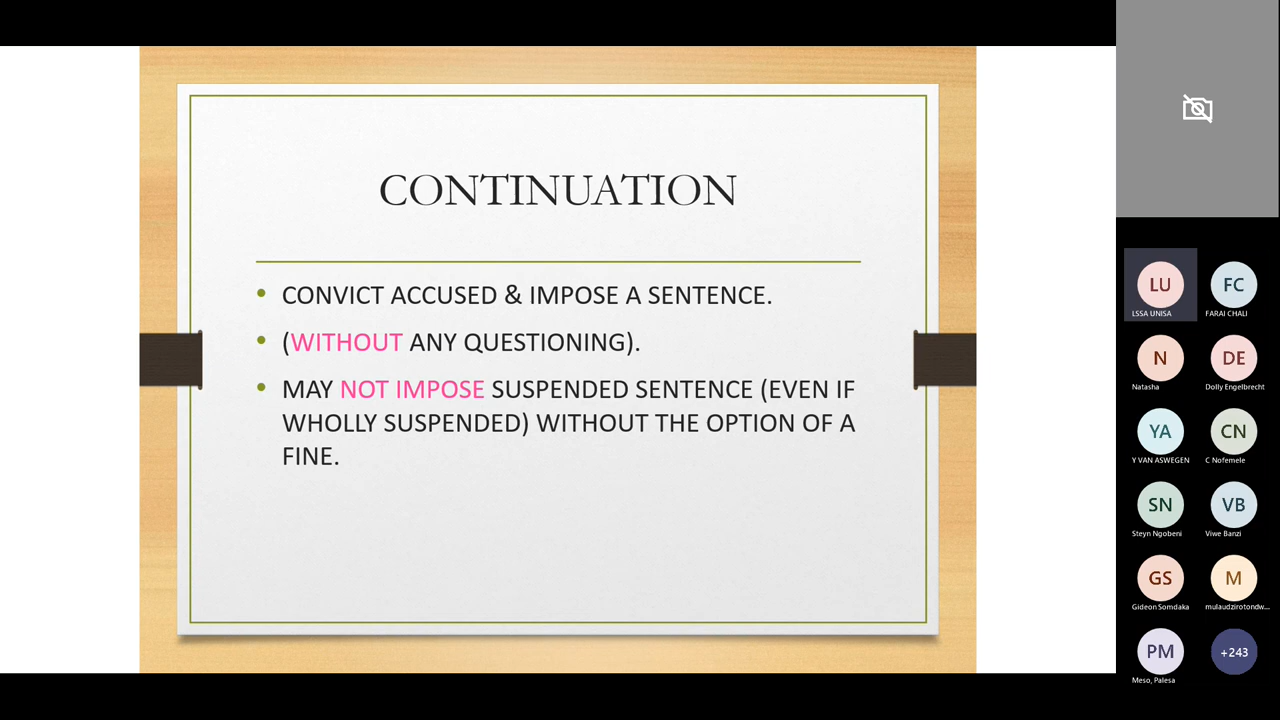 CONTINUATION
• CONVICT ACCUSED & IMPOSE A SENTENCE.
• (WITHOUT ANY QUESTIONING).
• MAY NOT IMPOSE SUSPENDED SENTENCE (EVEN IF
WHOLLY SUSPENDED) WITHOUT THE OPTION OF A
FINE.
LU
LSSA UNISA
FC
FARAI CHALI
N
Natasha
DE
Dolly Engelbrecht
YA
Y VAN ASWEGEN
CN
C Nofemele
SN
Steyn Ngobeni
VB
Viwe Banzi
GS
Gideon Somdaka
M
mulaudzirotondw...
PM
Meso, Palesa
+243